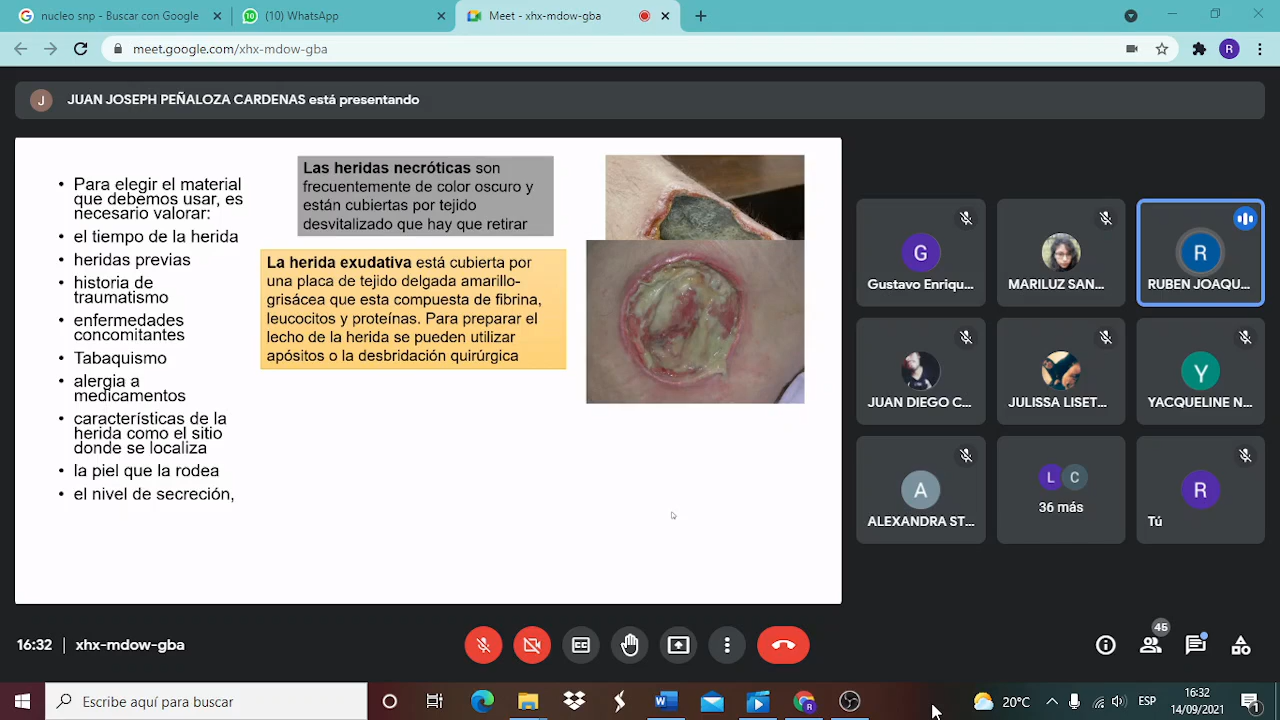 nucleo snp - Buscar con Google
(10) WhatsApp
Meet - xhx-mdow-gba
meet.google.com/xhx-mdow-gba
R
J
JUAN JOSEPH PEÑALOZA CARDENAS está presentando
• Para elegir el material
que debemos usar, es
necesario valorar:
• el tiempo de la herida
• heridas previas
• historia de
traumatismo
• enfermedades
concomitantes
• Tabaquismo
• alergia a
medicamentos
• características de la
herida como el sitio
donde se localiza
• la piel que la rodea
• el nivel de secreción,
Las heridas necróticas son
frecuentemente de color oscuro y
están cubiertas por tejido
desvitalizado que hay que retirar
La herida exudativa está cubierta por
una placa de tejido delgada amarillo-
grisácea que esta compuesta de fibrina,
leucocitos y proteínas. Para preparar el
lecho de la herida se pueden utilizar
apósitos o la desbridación quirúrgica
G
Gustavo Enriqu...
MARILUZ SAN...
R
RUBEN JOAQU...
JUAN DIEGO C...
JULISSA LISET...
Y
YACQUELINE N...
A
ALEXANDRA ST...
L C
36 más
R
Tú
16:32 | xhx-mdow-gba
CC
45
Escribe aquí para buscar
20°C
ESP
16:32
14/09/2021
1